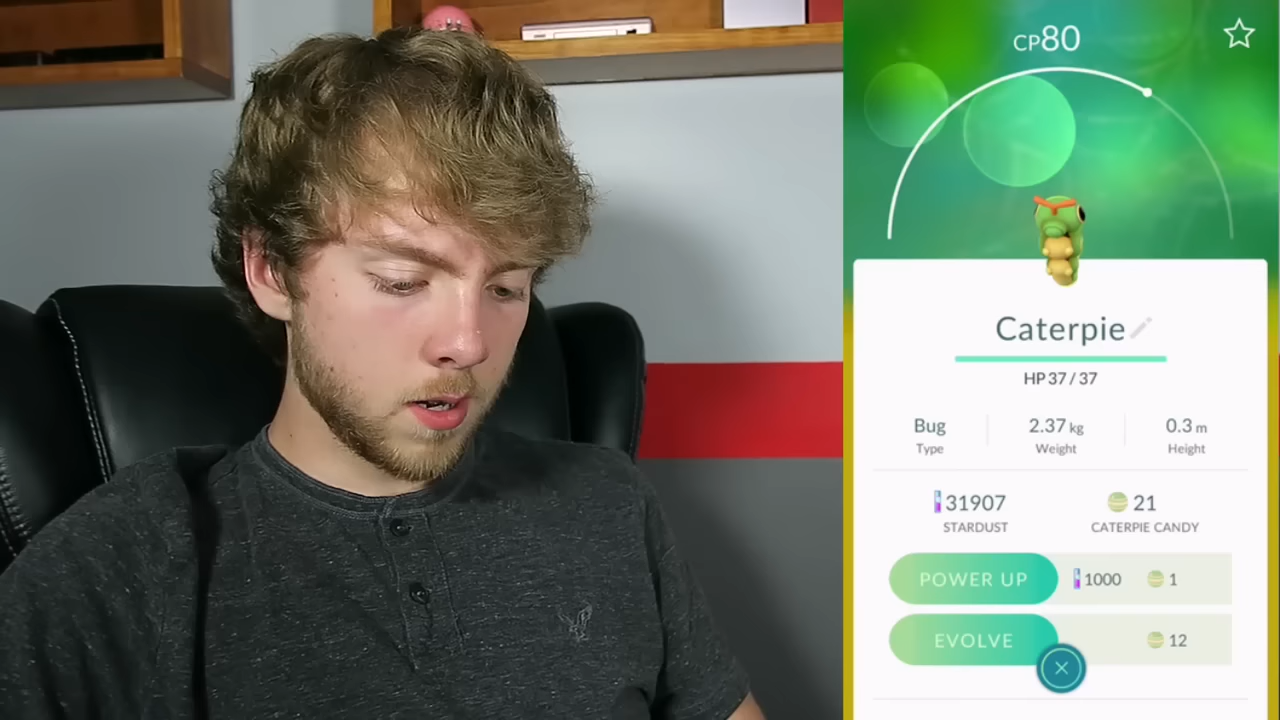 CP80
Caterpie
HP 37 / 37
Bug
Type
2.37 kg
Weight
0.3 m
Height
31907
STARDUST
21
CATERPIE CANDY
POWER UP
1000
1
EVOLVE
12